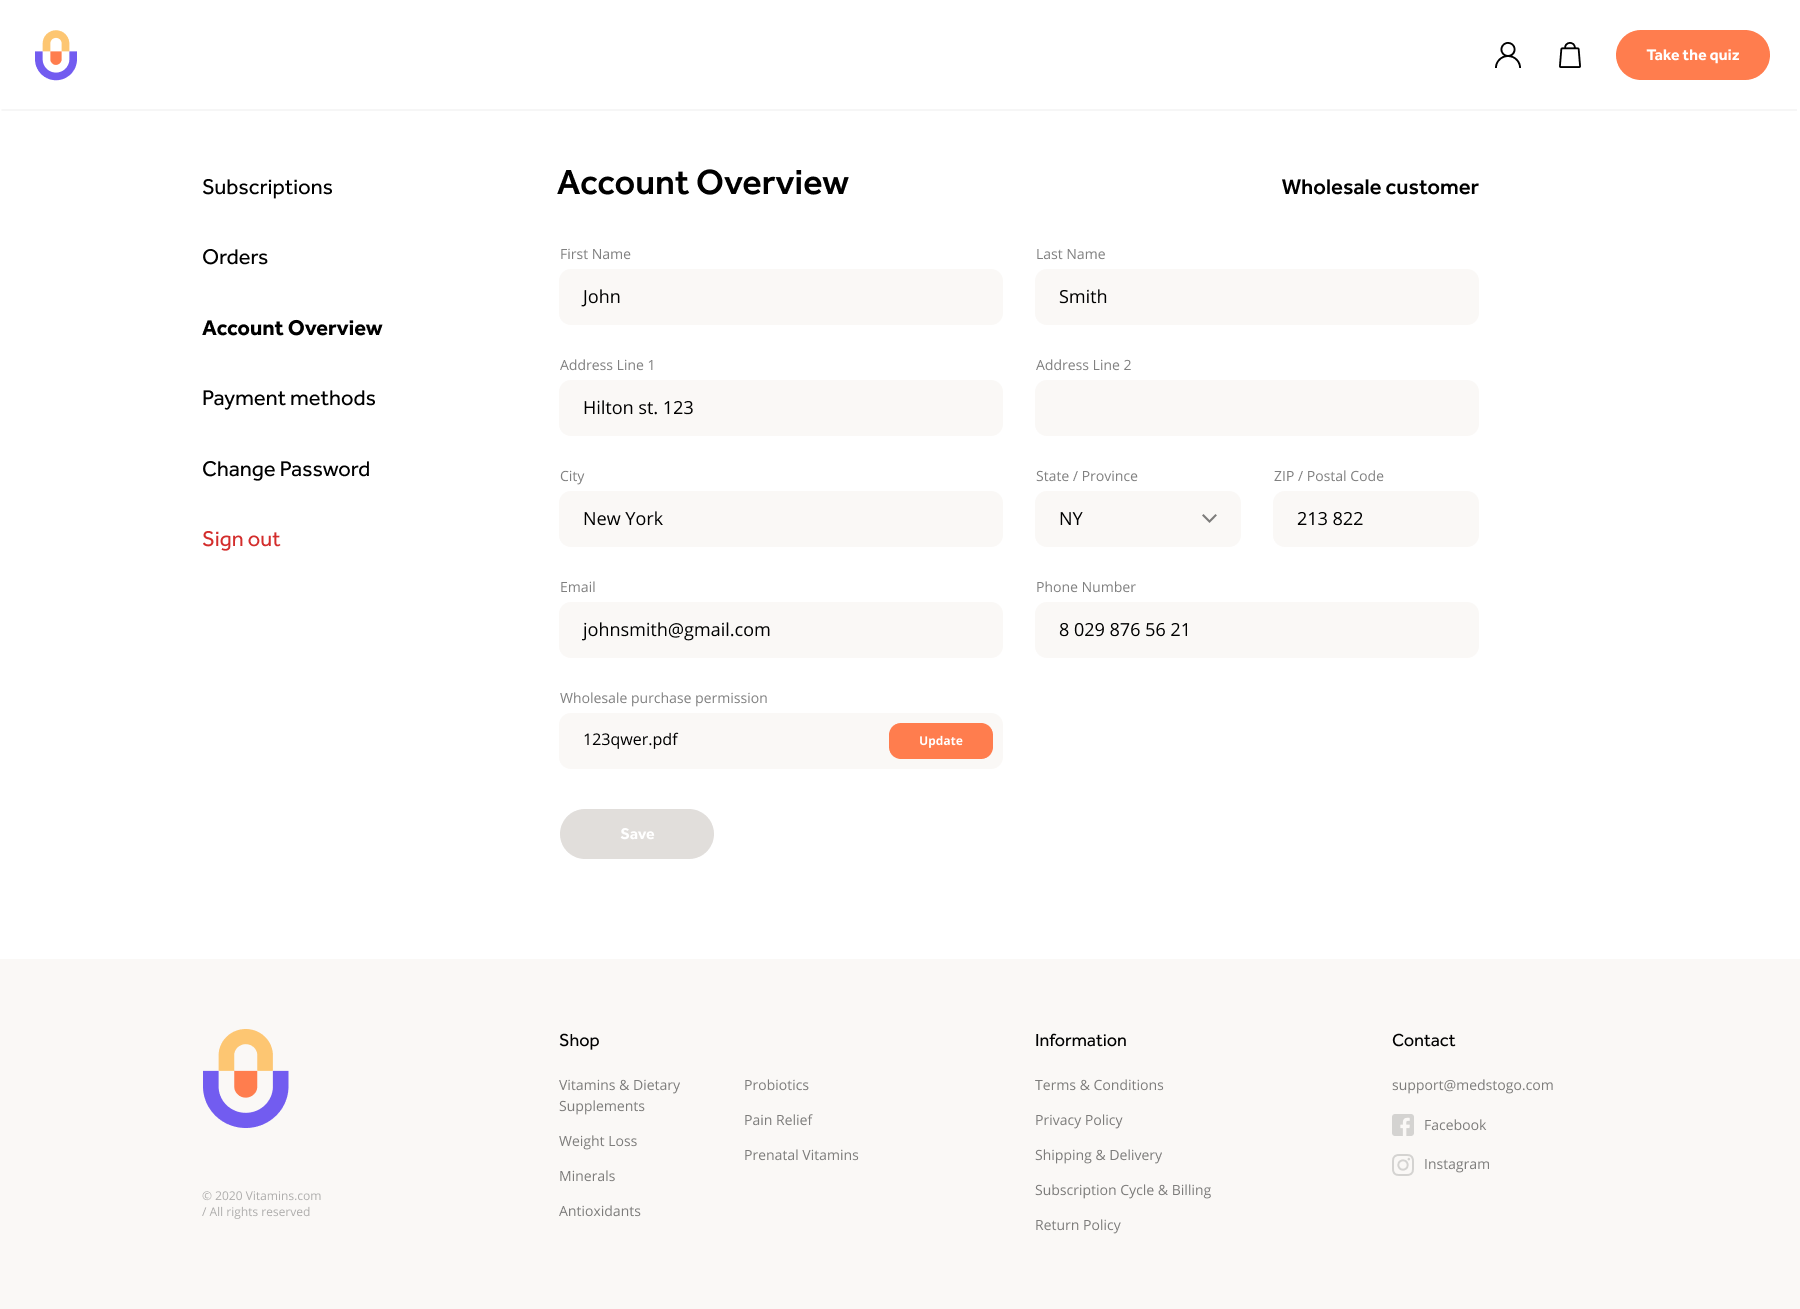 Take the quiz
Subscriptions
Orders
Account Overview
Payment methods
Change Password
Sign out
Account Overview
Wholesale customer
First Name
John
Last Name
Smith
Address Line 1
Hilton st. 123
Address Line 2
City
New York
State / Province
NY
ZIP / Postal Code
213 822
Email
johnsmith@gmail.com
Phone Number
8 029 876 56 21
Wholesale purchase permission
123qwer.pdf
Update
Save
© 2020 Vitamins.com
/ All rights reserved
Shop
Vitamins & Dietary
Supplements
Weight Loss
Minerals
Antioxidants
Probiotics
Pain Relief
Prenatal Vitamins
Information
Terms & Conditions
Privacy Policy
Shipping & Delivery
Subscription Cycle & Billing
Return Policy
Contact
support@medstogo.com
Facebook
Instagram